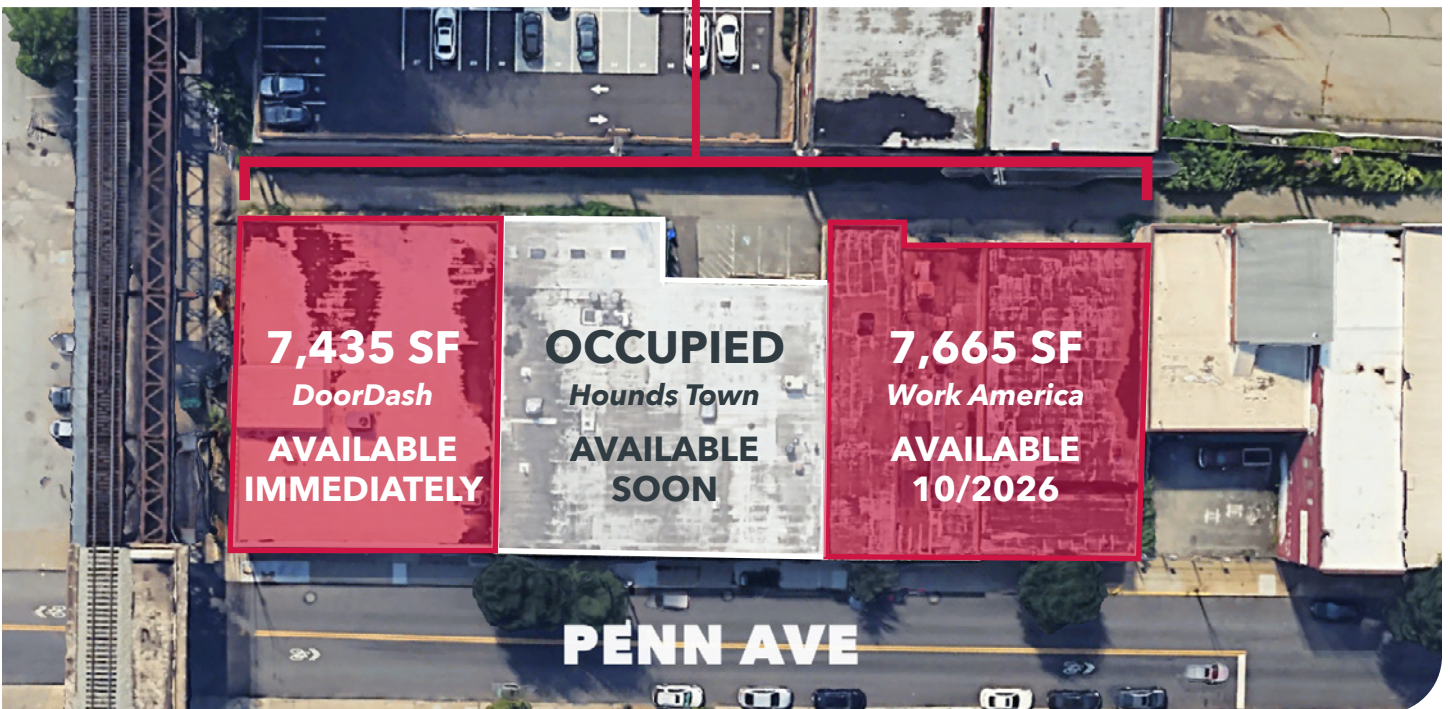 7,435 SF
DoorDash
AVAILABLE
IMMEDIATELY
OCCUPIED
Hounds Town
AVAILABLE
SOON
7,665 SF
Work America
AVAILABLE
10/2026
PENN AVE